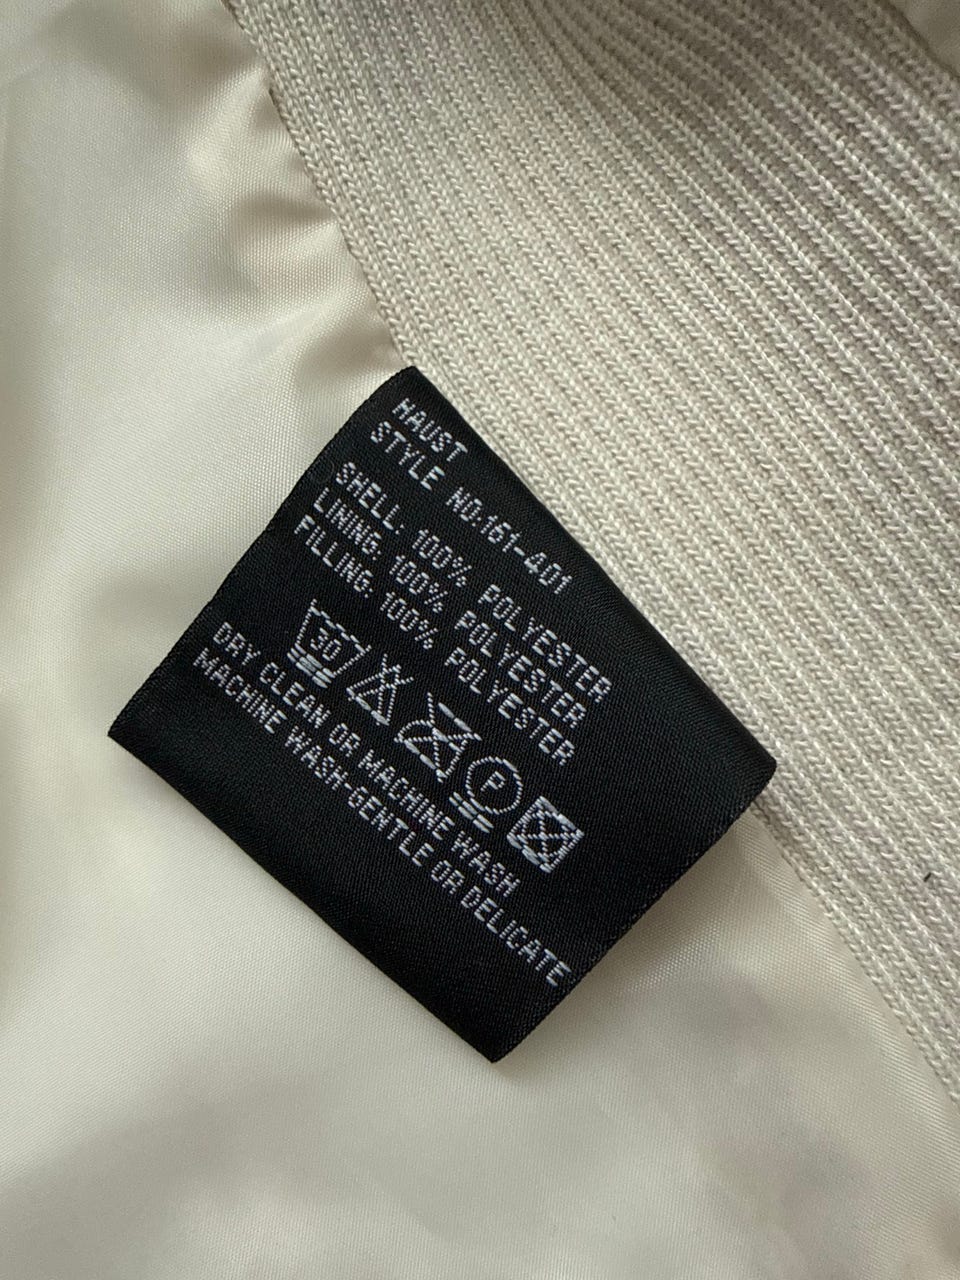 HAUST
STYLE NO:161-401
SHELL: 100% POLYESTER
LINING: 100% POLYESTER
FILLING: 100% POLYESTER
30
P
DRY CLEAN OR MACHINE WASH
MACHINE WASH-GENTLE OR DELICATE